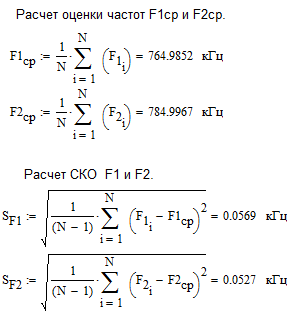 Расчет оценки частот F1ср и F2ср.
F1ср := 1/N · ∑_{i = 1}^{N} (F1_i) = 764.9852 кГц
F2ср := 1/N · ∑_{i = 1}^{N} (F2_i) = 784.9967 кГц
Расчет СКО F1 и F2.
S_F1 := √(1/(N − 1) · ∑_{i = 1}^{N} (F1_i − F1ср)^2) = 0.0569 кГц
S_F2 := √(1/(N − 1) · ∑_{i = 1}^{N} (F2_i − F2ср)^2) = 0.0527 кГц